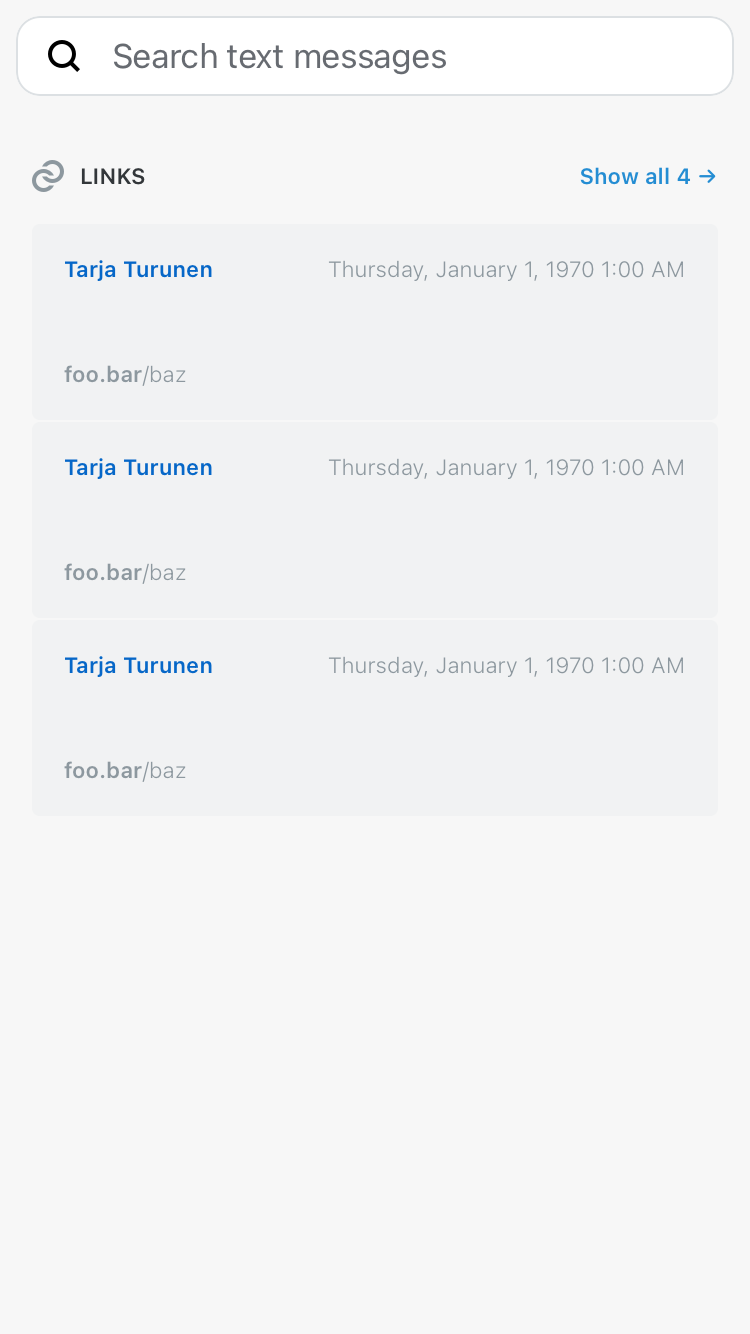 Search text messages
LINKS
Show all 4 →
Tarja Turunen
Thursday, January 1, 1970 1:00 AM
foo.bar/baz
Tarja Turunen
Thursday, January 1, 1970 1:00 AM
foo.bar/baz
Tarja Turunen
Thursday, January 1, 1970 1:00 AM
foo.bar/baz